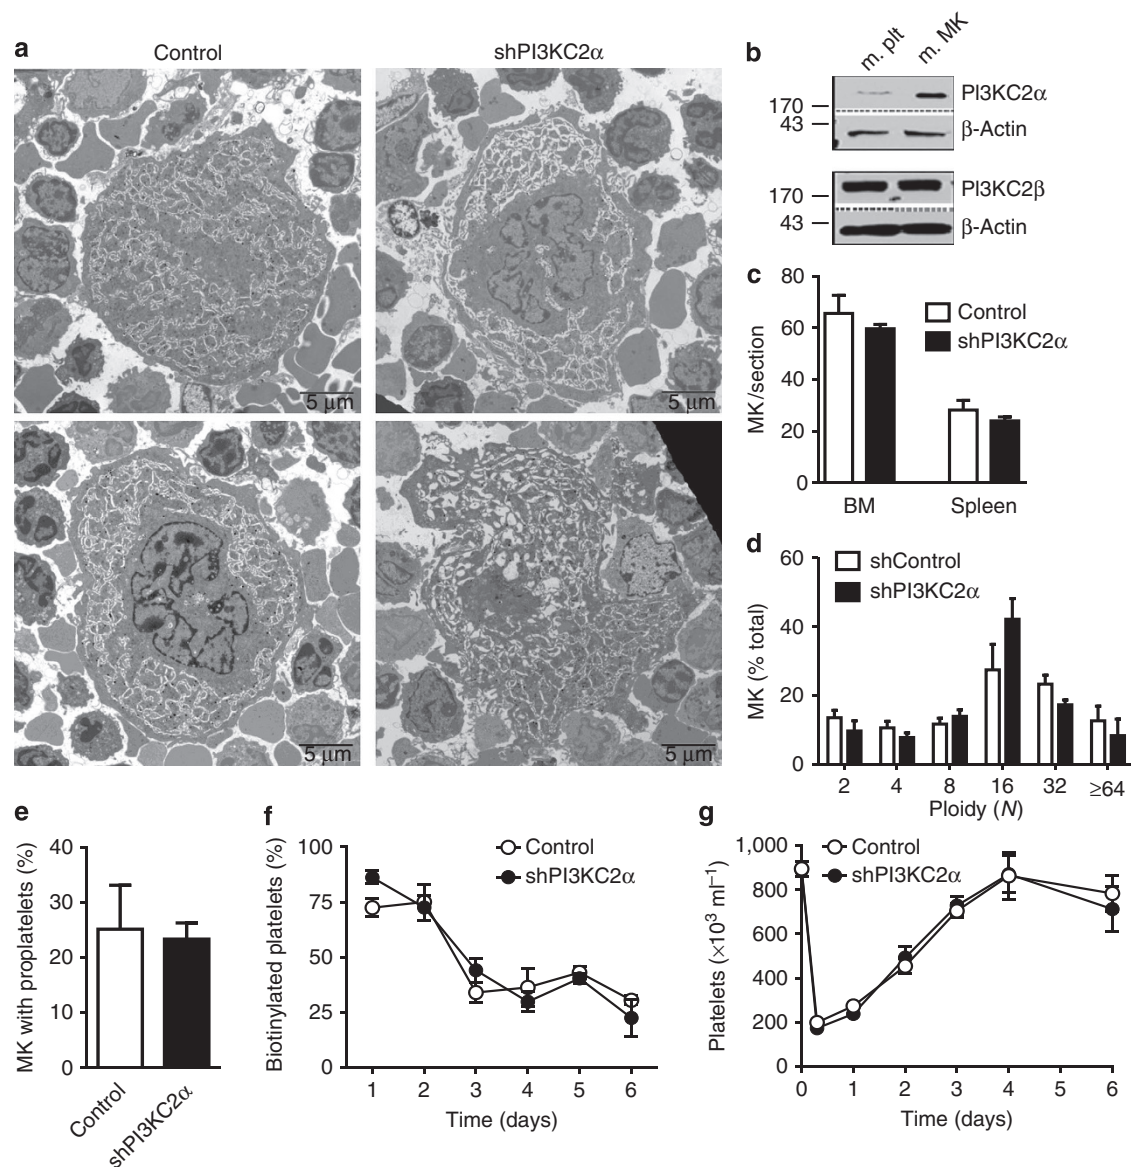 a
Control
shPI3KC2α
5 μm
5 μm
5 μm
5 μm
b
m. plt
m. MK
170
43
PI3KC2α
β-Actin
170
43
PI3KC2β
β-Actin
c
80
60
40
20
0
MK/section
Control
shPI3KC2α
BM
Spleen
d
60
40
20
0
MK (% total)
shControl
shPI3KC2α
2
4
8
16
32
≥64
Ploidy (N)
e
40
30
20
10
0
MK with proplatelets (%)
Control
shPI3KC2α
f
100
75
50
25
0
Biotinylated platelets (%)
Control
shPI3KC2α
1
2
3
4
5
6
Time (days)
g
1,000
800
600
400
200
0
Platelets (×10³ ml⁻¹)
Control
shPI3KC2α
0
1
2
3
4
5
6
Time (days)